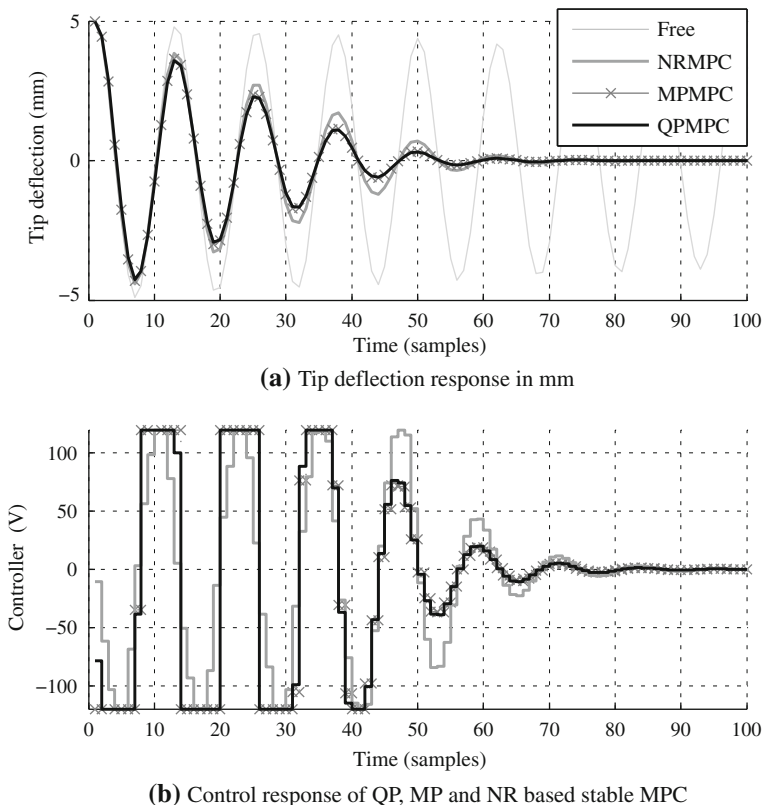 Free
NRMPC
MPMPC
QPMPC
Tip deflection (mm)
5
0
−5
0 10 20 30 40 50 60 70 80 90 100
Time (samples)
(a) Tip deflection response in mm
Controller (V)
100
50
0
−50
−100
0 10 20 30 40 50 60 70 80 90 100
Time (samples)
(b) Control response of QP, MP and NR based stable MPC